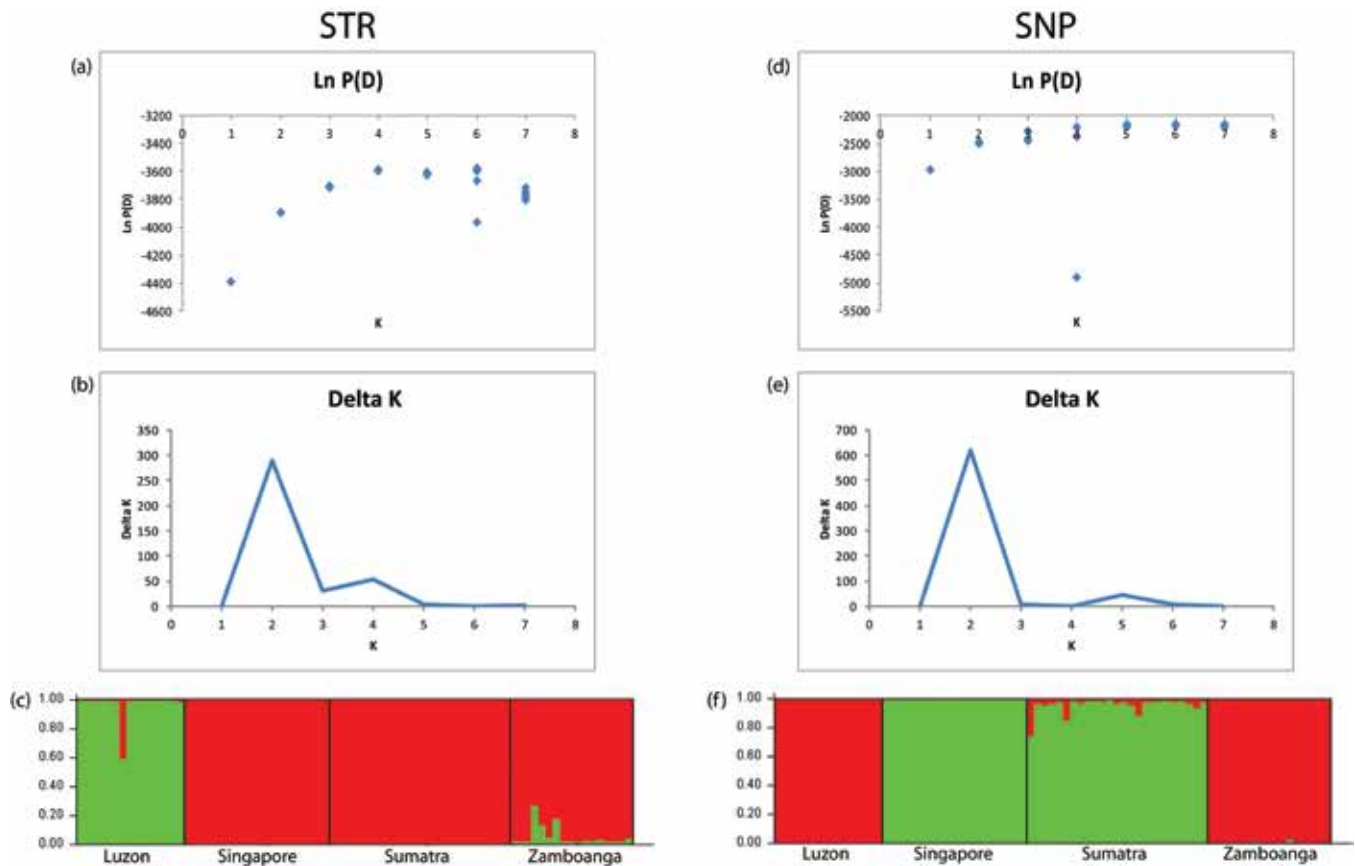 STR
SNP
(a)
Ln P(D)
-3200
0 1 2 3 4 5 6 7 8
-3400
-3600
-3800
-4000
-4200
-4400
-4600
Ln P(D)
K
(d)
Ln P(D)
-2000
0 1 2 3 4 5 6 7 8
-2500
-3000
-3500
-4000
-4500
-5000
-5500
Ln P(D)
K
(b)
Delta K
350
300
250
200
150
100
50
0
Delta K
0 1 2 3 4 5 6 7 8
K
(e)
Delta K
700
600
500
400
300
200
100
0
Delta K
0 1 2 3 4 5 6 7 8
K
(c)
1.00
0.80
0.60
0.40
0.20
0.00
Luzon Singapore Sumatra Zamboanga
(f)
1.00
0.80
0.60
0.40
0.20
0.00
Luzon Singapore Sumatra Zamboanga